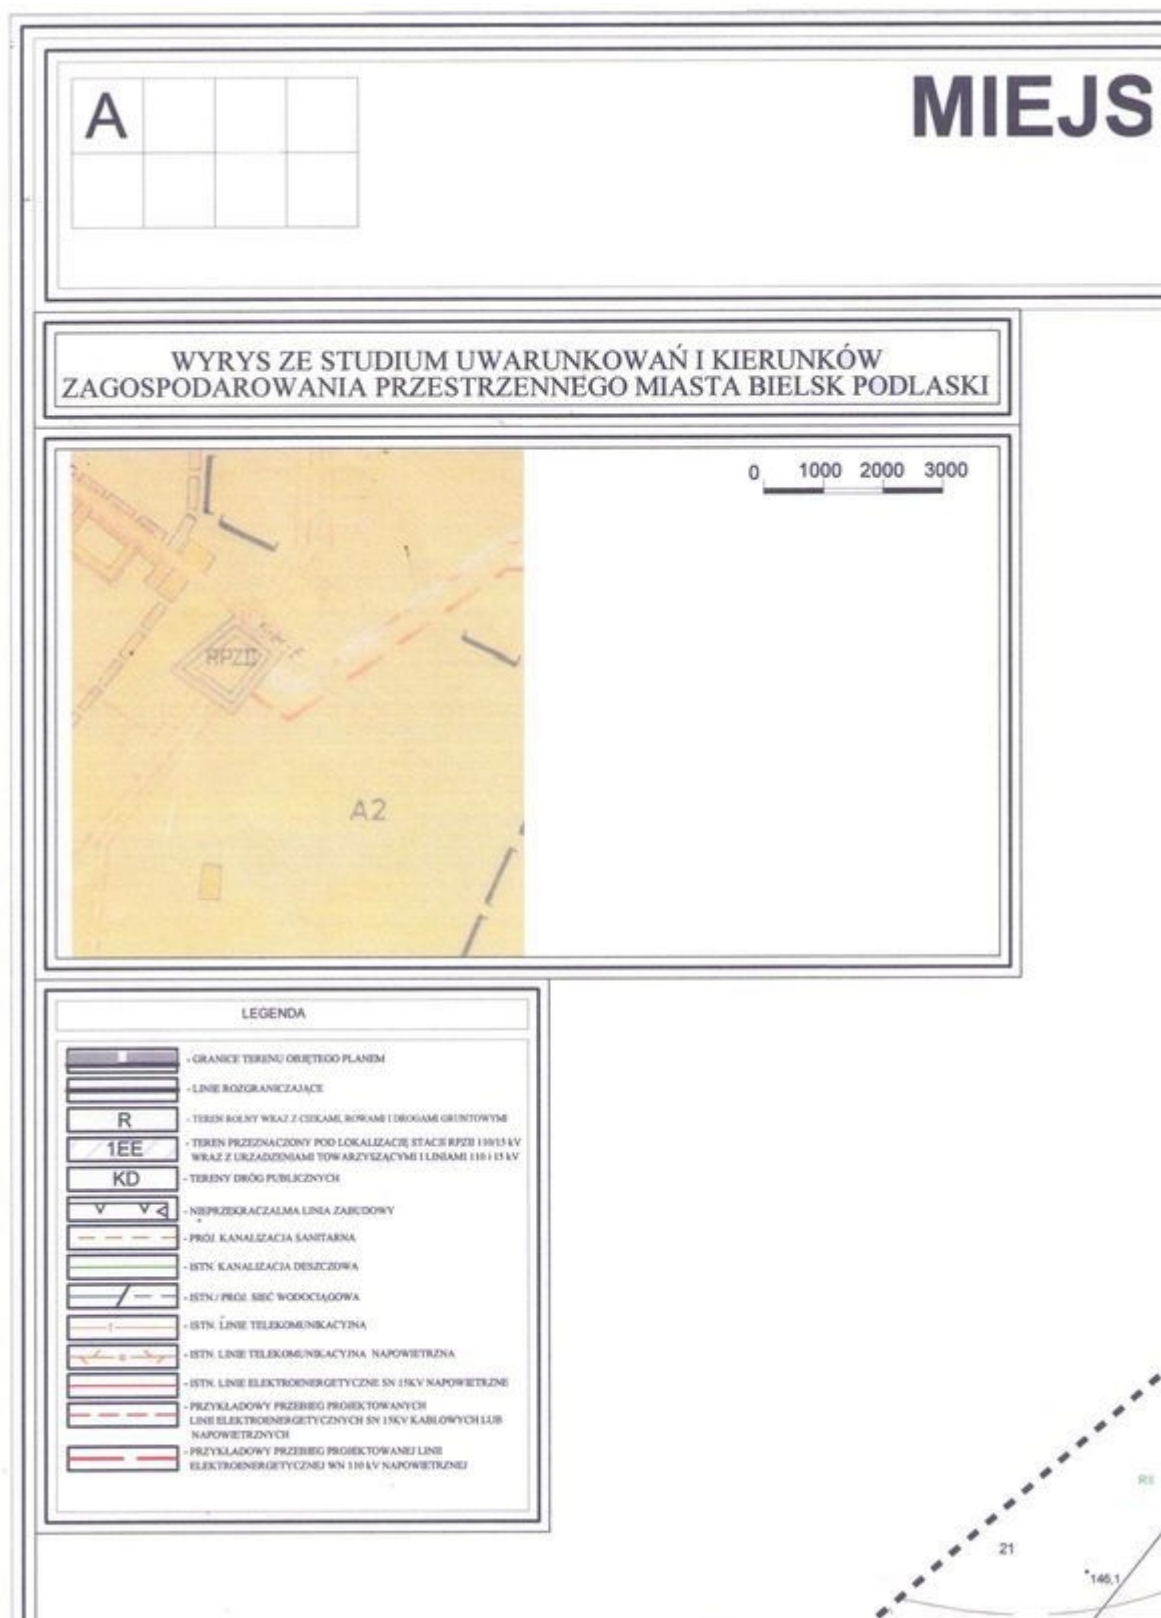 A
MIEJS
WYRYS ZE STUDIUM UWARUNKOWAŃ I KIERUNKÓW
ZAGOSPODAROWANIA PRZESTRZENNEGO MIASTA BIELSK PODLASKI
0 1000 2000 3000
RPZII
A2
LEGENDA
- GRANICE TERENU OBJĘTEGO PLANEM
- LINIE ROZGRANICZAJĄCE
R - TEREN ROLNY WRAZ Z CIEKAMI, ROWAMI I DROGAMI GRUNTOWYMI
1EE - TEREN PRZEZNACZONY POD LOKALIZACJĘ STACJI RPZII 110/15 kV
WRAZ Z URZĄDZENIAMI TOWARZYSZĄCYMI I LINIAMI 110 i 15 kV
KD - TERENY DRÓG PUBLICZNYCH
- NIEPRZEKRACZALMA LINIA ZABUDOWY
- PROJ. KANALIZACJA SANITARNA
- ISTN. KANALIZACJA DESZCZOWA
- ISTN./ PROJ. SIEĆ WODOCIĄGOWA
T - ISTN. LINIE TELEKOMUNIKACYJNA
- ISTN. LINIE TELEKOMUNIKACYJNA NAPOWIETRZNA
- ISTN. LINIE ELEKTROENERGETYCZNE SN 15KV NAPOWIETRZNE
- PRZYKŁADOWY PRZEBIEG PROJEKTOWANYCH
LINIE ELEKTROENERGETYCZNYCH SN 15KV KABLOWYCH LUB
NAPOWIETRZNYCH
- PRZYKŁADOWY PRZEBIEG PROJEKTOWANEJ LINIE
ELEKTROENERGETYCZNEJ WN 110 kV NAPOWIETRZNEJ
21
146,1